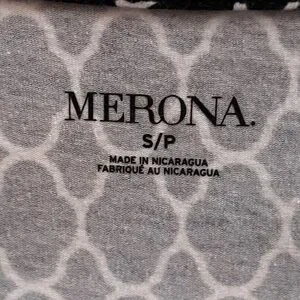 MERONA.
S/P
MADE IN NICARAGUA
FABRIQUÉ AU NICARAGUA